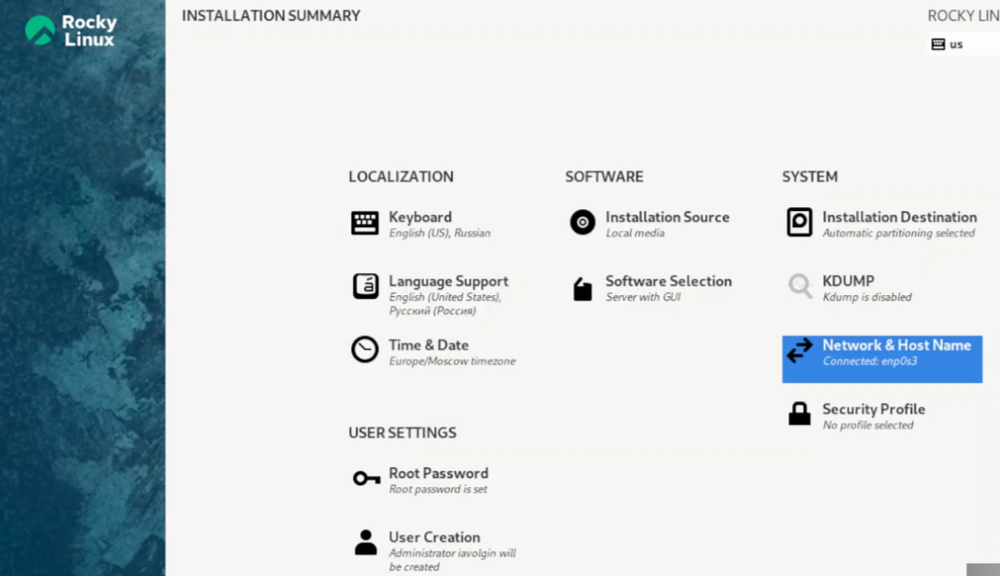 Rocky
Linux
INSTALLATION SUMMARY
ROCKY LIN
us
LOCALIZATION
Keyboard
English (US), Russian
Language Support
English (United States),
Русский (Россия)
Time & Date
Europe/Moscow timezone
SOFTWARE
Installation Source
Local media
Software Selection
Server with GUI
SYSTEM
Installation Destination
Automatic partitioning selected
KDUMP
Kdump is disabled
Network & Host Name
Connected: enp0s3
Security Profile
No profile selected
USER SETTINGS
Root Password
Root password is set
User Creation
Administrator iavolgin will
be created